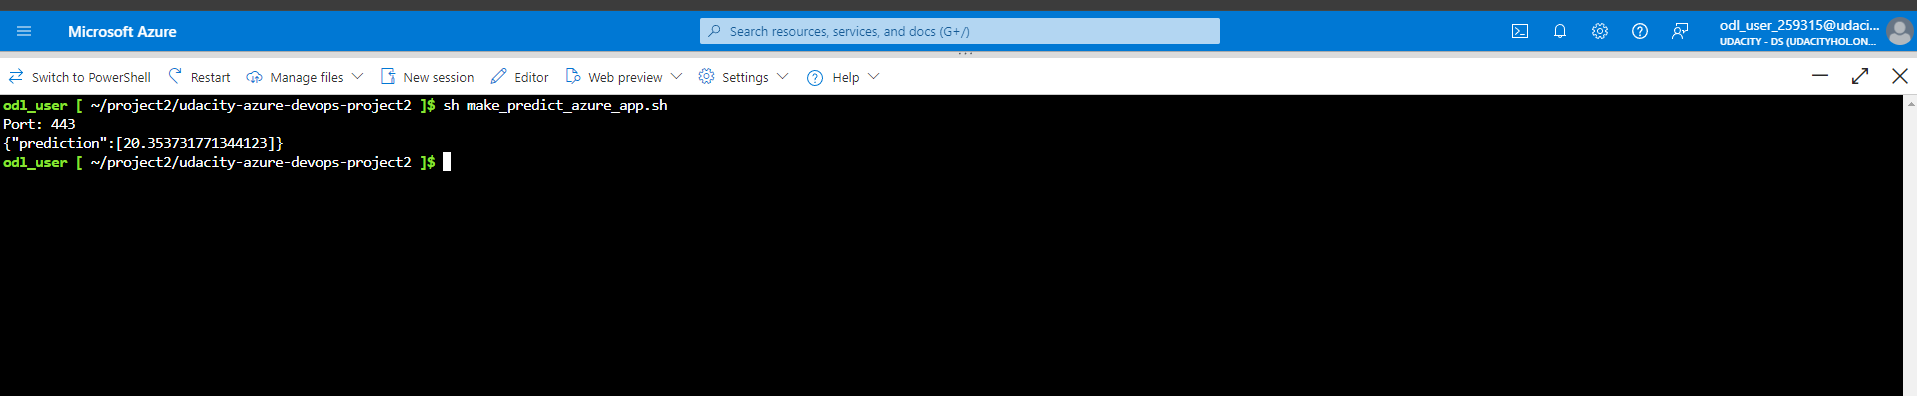 Microsoft Azure
Search resources, services, and docs (G+/)
odl_user_259315@udaci...
UDACITY - DS (UDACITYHOL.ON...
Switch to PowerShell Restart Manage files New session Editor Web preview Settings Help
odl_user [ ~/project2/udacity-azure-devops-project2 ]$ sh make_predict_azure_app.sh
Port: 443
{"prediction":[20.353731771344123]}
odl_user [ ~/project2/udacity-azure-devops-project2 ]$